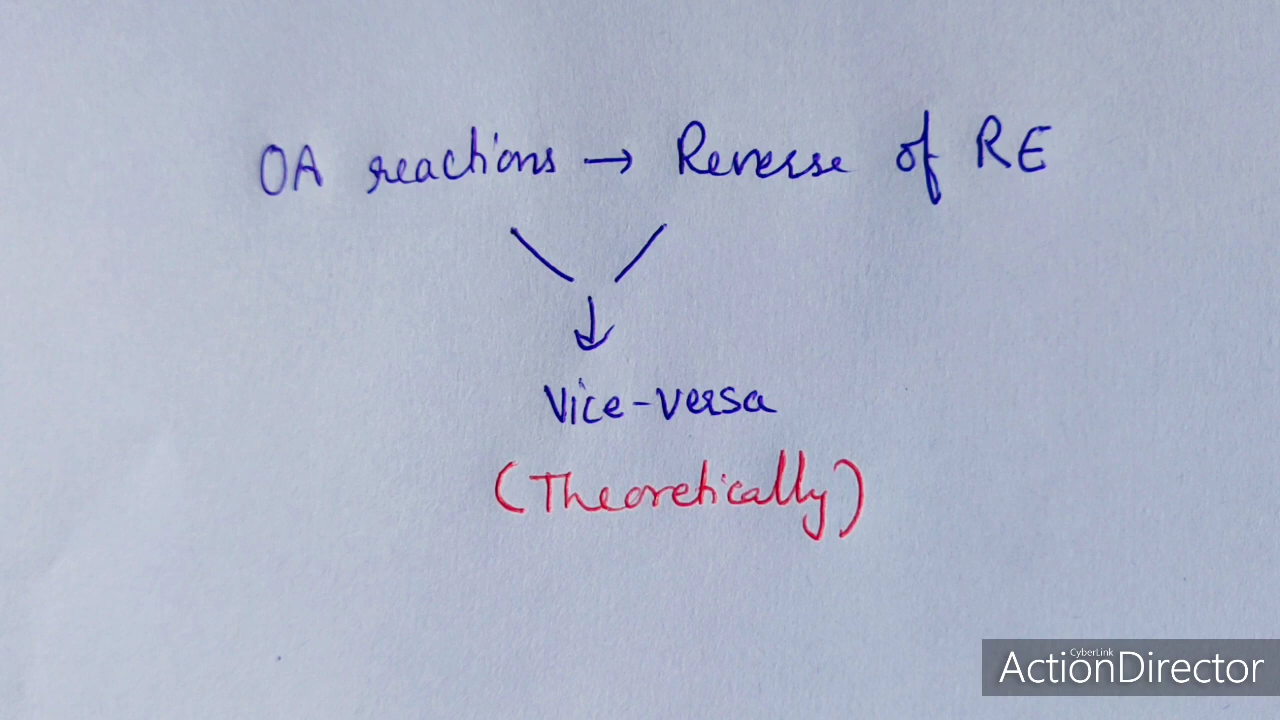 OA reactions → Reverse of RE
Vice-versa
(Theoretically)
CyberLink
ActionDirector